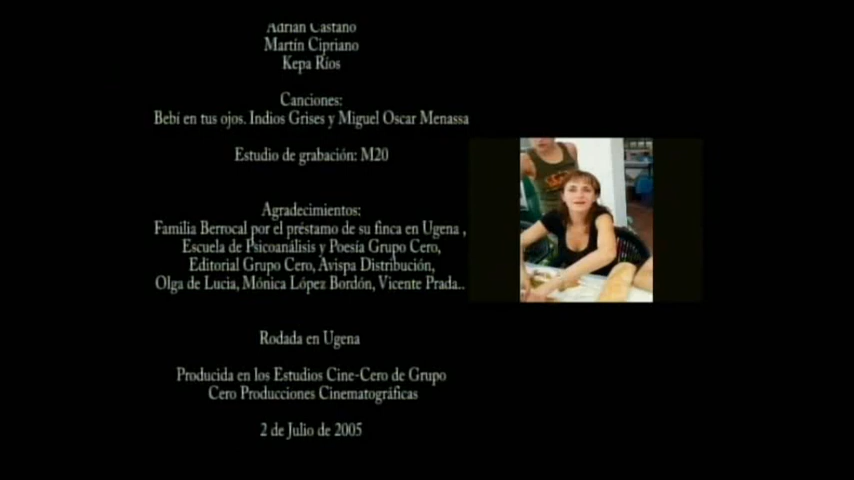 Adrián Castaño
Martín Cipriano
Kepa Ríos
Canciones:
Bebí en tus ojos. Indios Grises y Miguel Oscar Menassa
Estudio de grabación: M20
Agradecimientos:
Familia Berrocal por el préstamo de su finca en Ugena ,
Escuela de Psicoanálisis y Poesía Grupo Cero,
Editorial Grupo Cero, Avispa Distribución,
Olga de Lucia, Mónica López Bordón, Vicente Prada..
Rodada en Ugena
Producida en los Estudios Cine-Cero de Grupo
Cero Producciones Cinematográficas
2 de Julio de 2005